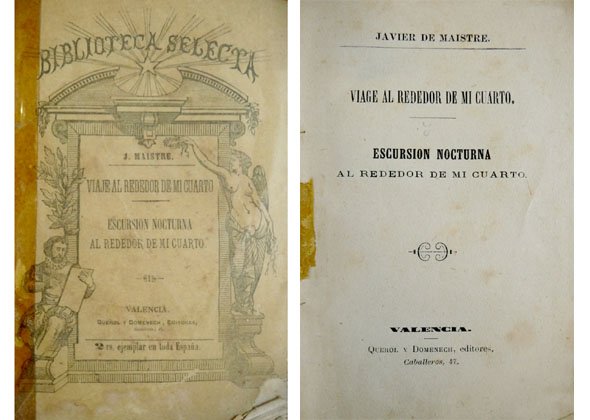 BIBLIOTECA SELECTA
J. MAISTRE.
VIAJE AL REDEDOR DE MI CUARTO
ESCURSION NOCTURNA
AL REDEDOR DE MI CUARTO.
VALENCIA.
QUEROL Y DOMENECH, EDITORES,
2 rs. ejemplar en toda España.
JAVIER DE MAISTRE.
VIAGE AL REDEDOR DE MI CUARTO.
ESCURSION NOCTURNA
AL REDEDOR DE MI CUARTO.
VALENCIA.
QUEROL Y DOMENECH, editores,
Caballeros, 47.